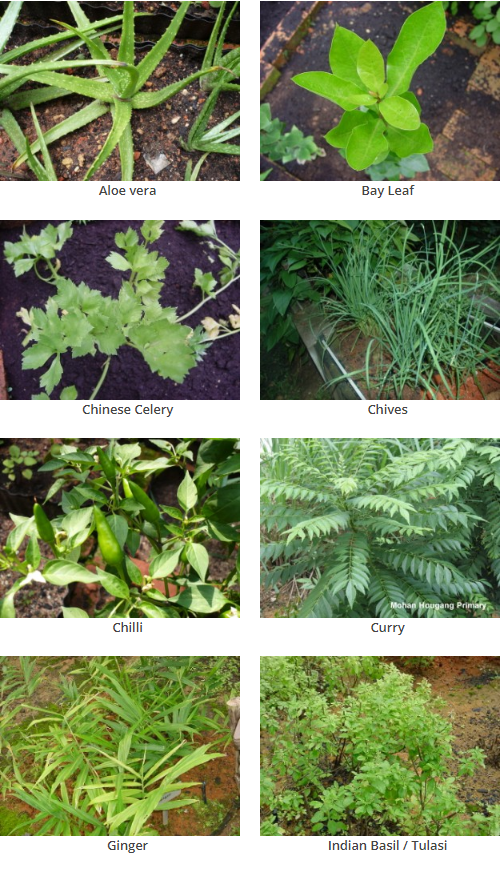 Aloe vera
Bay Leaf
Chinese Celery
Chives
Chilli
Mohan Hougang Primary
Curry
Ginger
Indian Basil / Tulasi